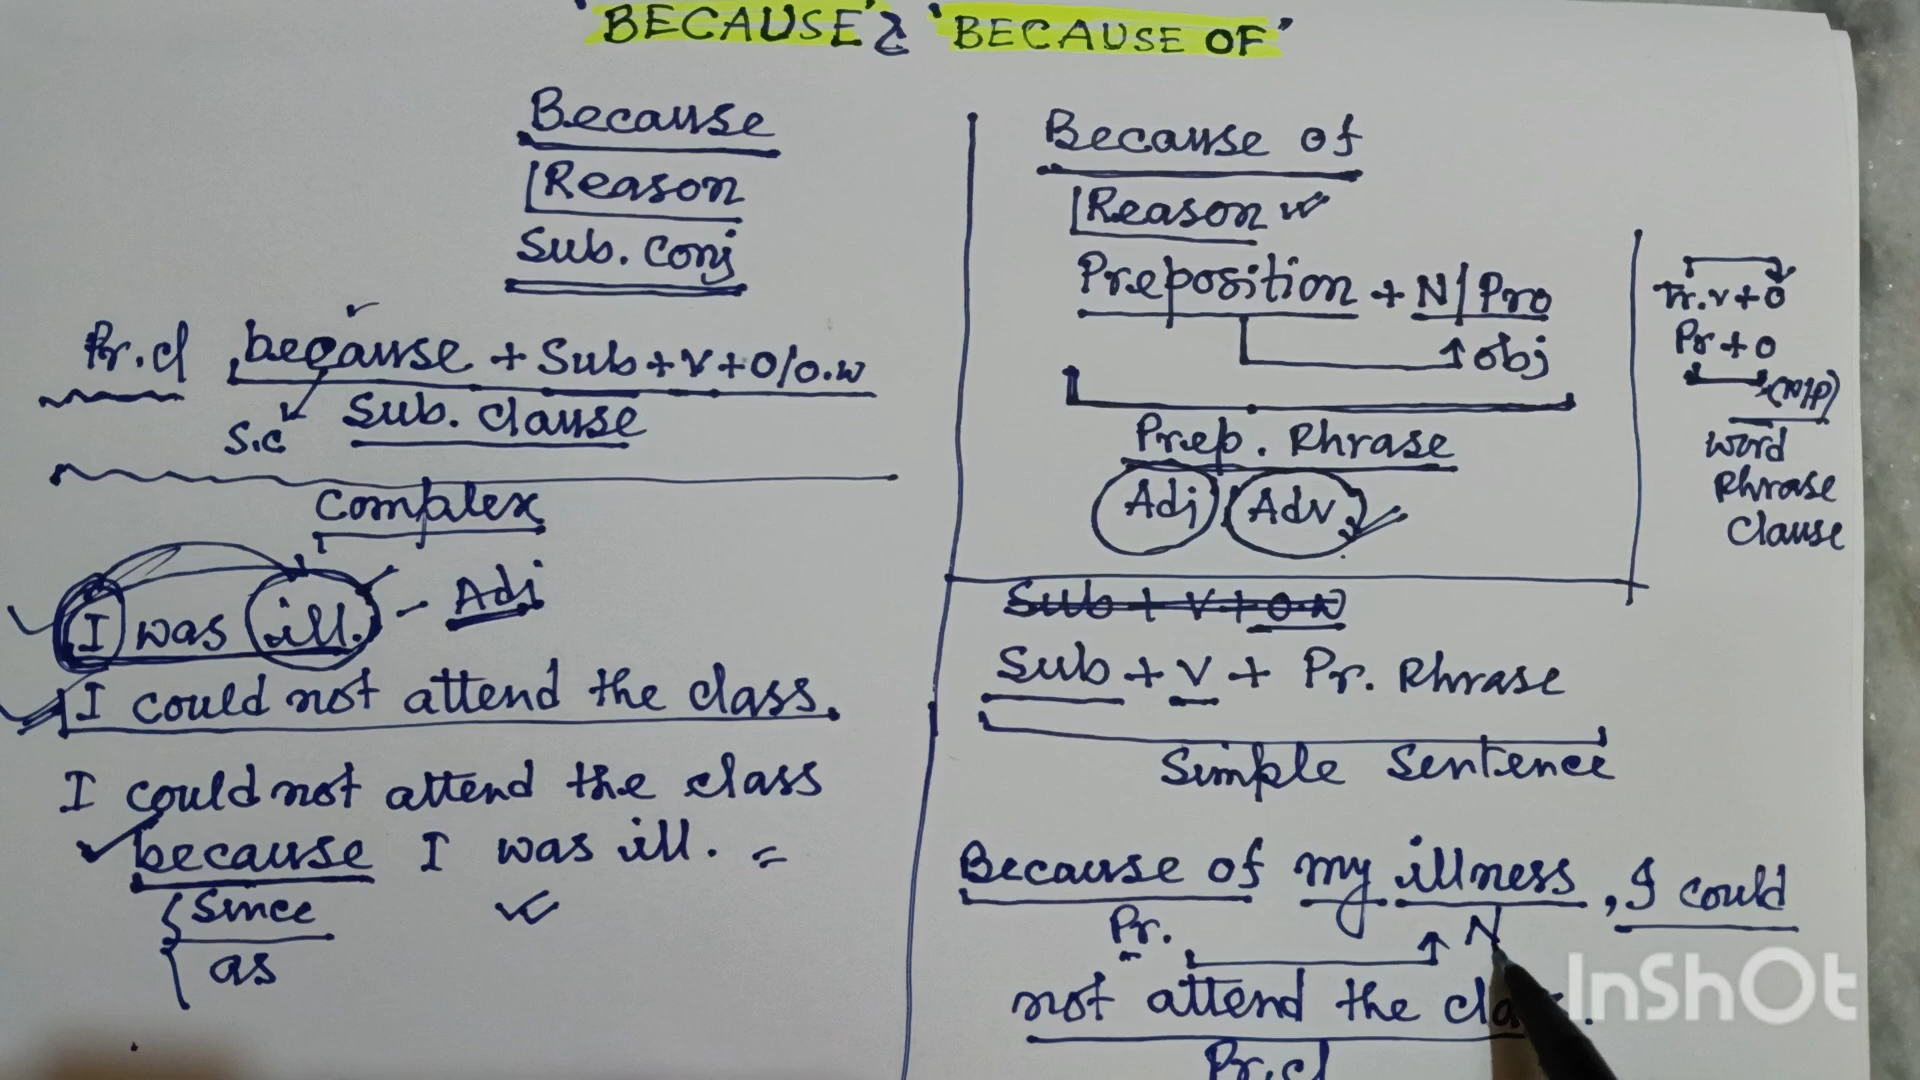 'BECAUSE' & 'BECAUSE OF'
Because
Reason
Sub. Conj
Pr.cl because + Sub + v + O/O.w
S.C Sub. Clause
Complex
I was ill. - Adj
I could not attend the class.
I could not attend the class
because I was ill.
Since
as
Because of
Reason
Preposition + N/Pro
obj
Prep. Phrase
Adj Adv
Tr.v + O
Pr + O
(N/P)
word
Phrase
Clause
Sub + v + o.w
Sub + v + Pr. Phrase
Simple Sentence
Because of my illness, I could
Pr. N
not attend the cla
Pr.cl
InShOt